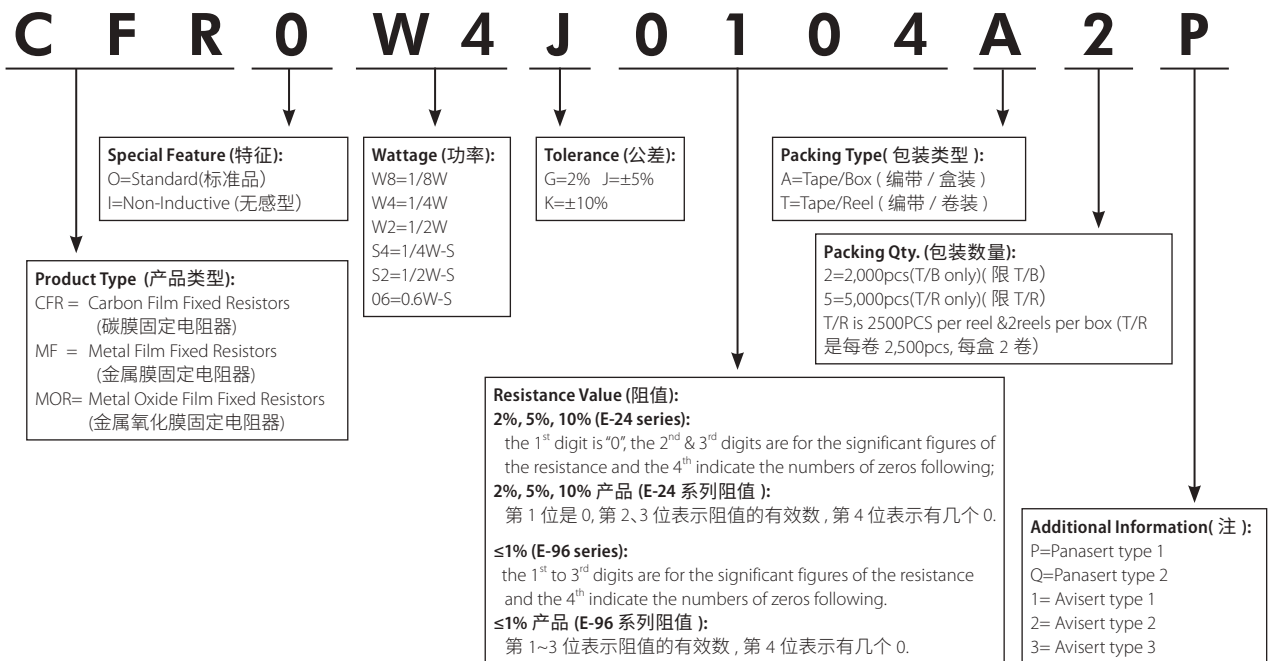 C F R 0 W 4 J 0 1 0 4 A 2 P
Special Feature (特征):
O=Standard(标准品)
I=Non-Inductive (无感型)
Wattage (功率):
W8=1/8W
W4=1/4W
W2=1/2W
S4=1/4W-S
S2=1/2W-S
06=0.6W-S
Tolerance (公差):
G=2% J=±5%
K=±10%
Packing Type( 包装类型 ):
A=Tape/Box ( 编带 / 盒装 )
T=Tape/Reel ( 编带 / 卷装 )
Packing Qty. (包装数量):
2=2,000pcs(T/B only)( 限 T/B)
5=5,000pcs(T/R only)( 限 T/R)
T/R is 2500PCS per reel &2reels per box (T/R
是每卷 2,500pcs, 每盒 2 卷)
Product Type (产品类型):
CFR = Carbon Film Fixed Resistors
(碳膜固定电阻器)
MF = Metal Film Fixed Resistors
(金属膜固定电阻器)
MOR= Metal Oxide Film Fixed Resistors
(金属氧化膜固定电阻器)
Resistance Value (阻值):
2%, 5%, 10% (E-24 series):
the 1st digit is "0", the 2nd & 3rd digits are for the significant figures of
the resistance and the 4th indicate the numbers of zeros following;
2%, 5%, 10% 产品 (E-24 系列阻值 ):
第 1 位是 0, 第 2、3 位表示阻值的有效数 , 第 4 位表示有几个 0.
≤1% (E-96 series):
the 1st to 3rd digits are for the significant figures of the resistance
and the 4th indicate the numbers of zeros following.
≤1% 产品 (E-96 系列阻值 ):
第 1~3 位表示阻值的有效数 , 第 4 位表示有几个 0.
Additional Information( 注 ):
P=Panasert type 1
Q=Panasert type 2
1= Avisert type 1
2= Avisert type 2
3= Avisert type 3